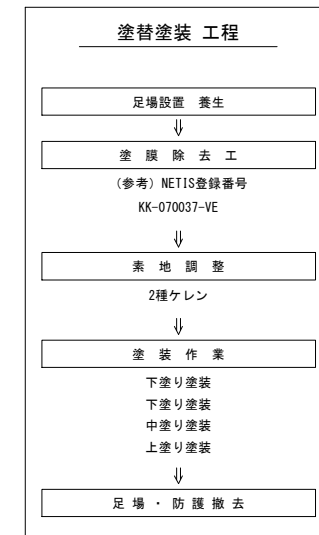 塗替塗装 工程
足場設置 養生
⇓
塗 膜 除 去 工
(参考) NETIS登録番号
KK-070037-VE
⇓
素 地 調 整
2種ケレン
⇓
塗 装 作 業
下塗り塗装
下塗り塗装
中塗り塗装
上塗り塗装
⇓
足 場 ・ 防 護 撤 去